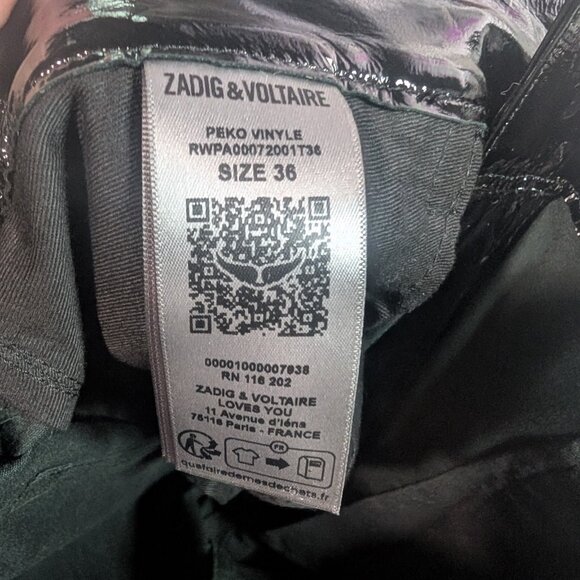 ZADIG & VOLTAIRE
PEKO VINYLE
RWPA00072001T36
SIZE 36
00001000007938
RN 116 202
ZADIG & VOLTAIRE
LOVES YOU
11 Avenue d'Iéna
75116 Paris - FRANCE
FR
quefairedemesdechets.fr